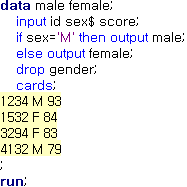 data male female;
input id sex$ score;
if sex='M' then output male;
else output female;
drop gender;
cards;
1234 M 93
1532 F 84
3294 F 83
4132 M 79
;
run;